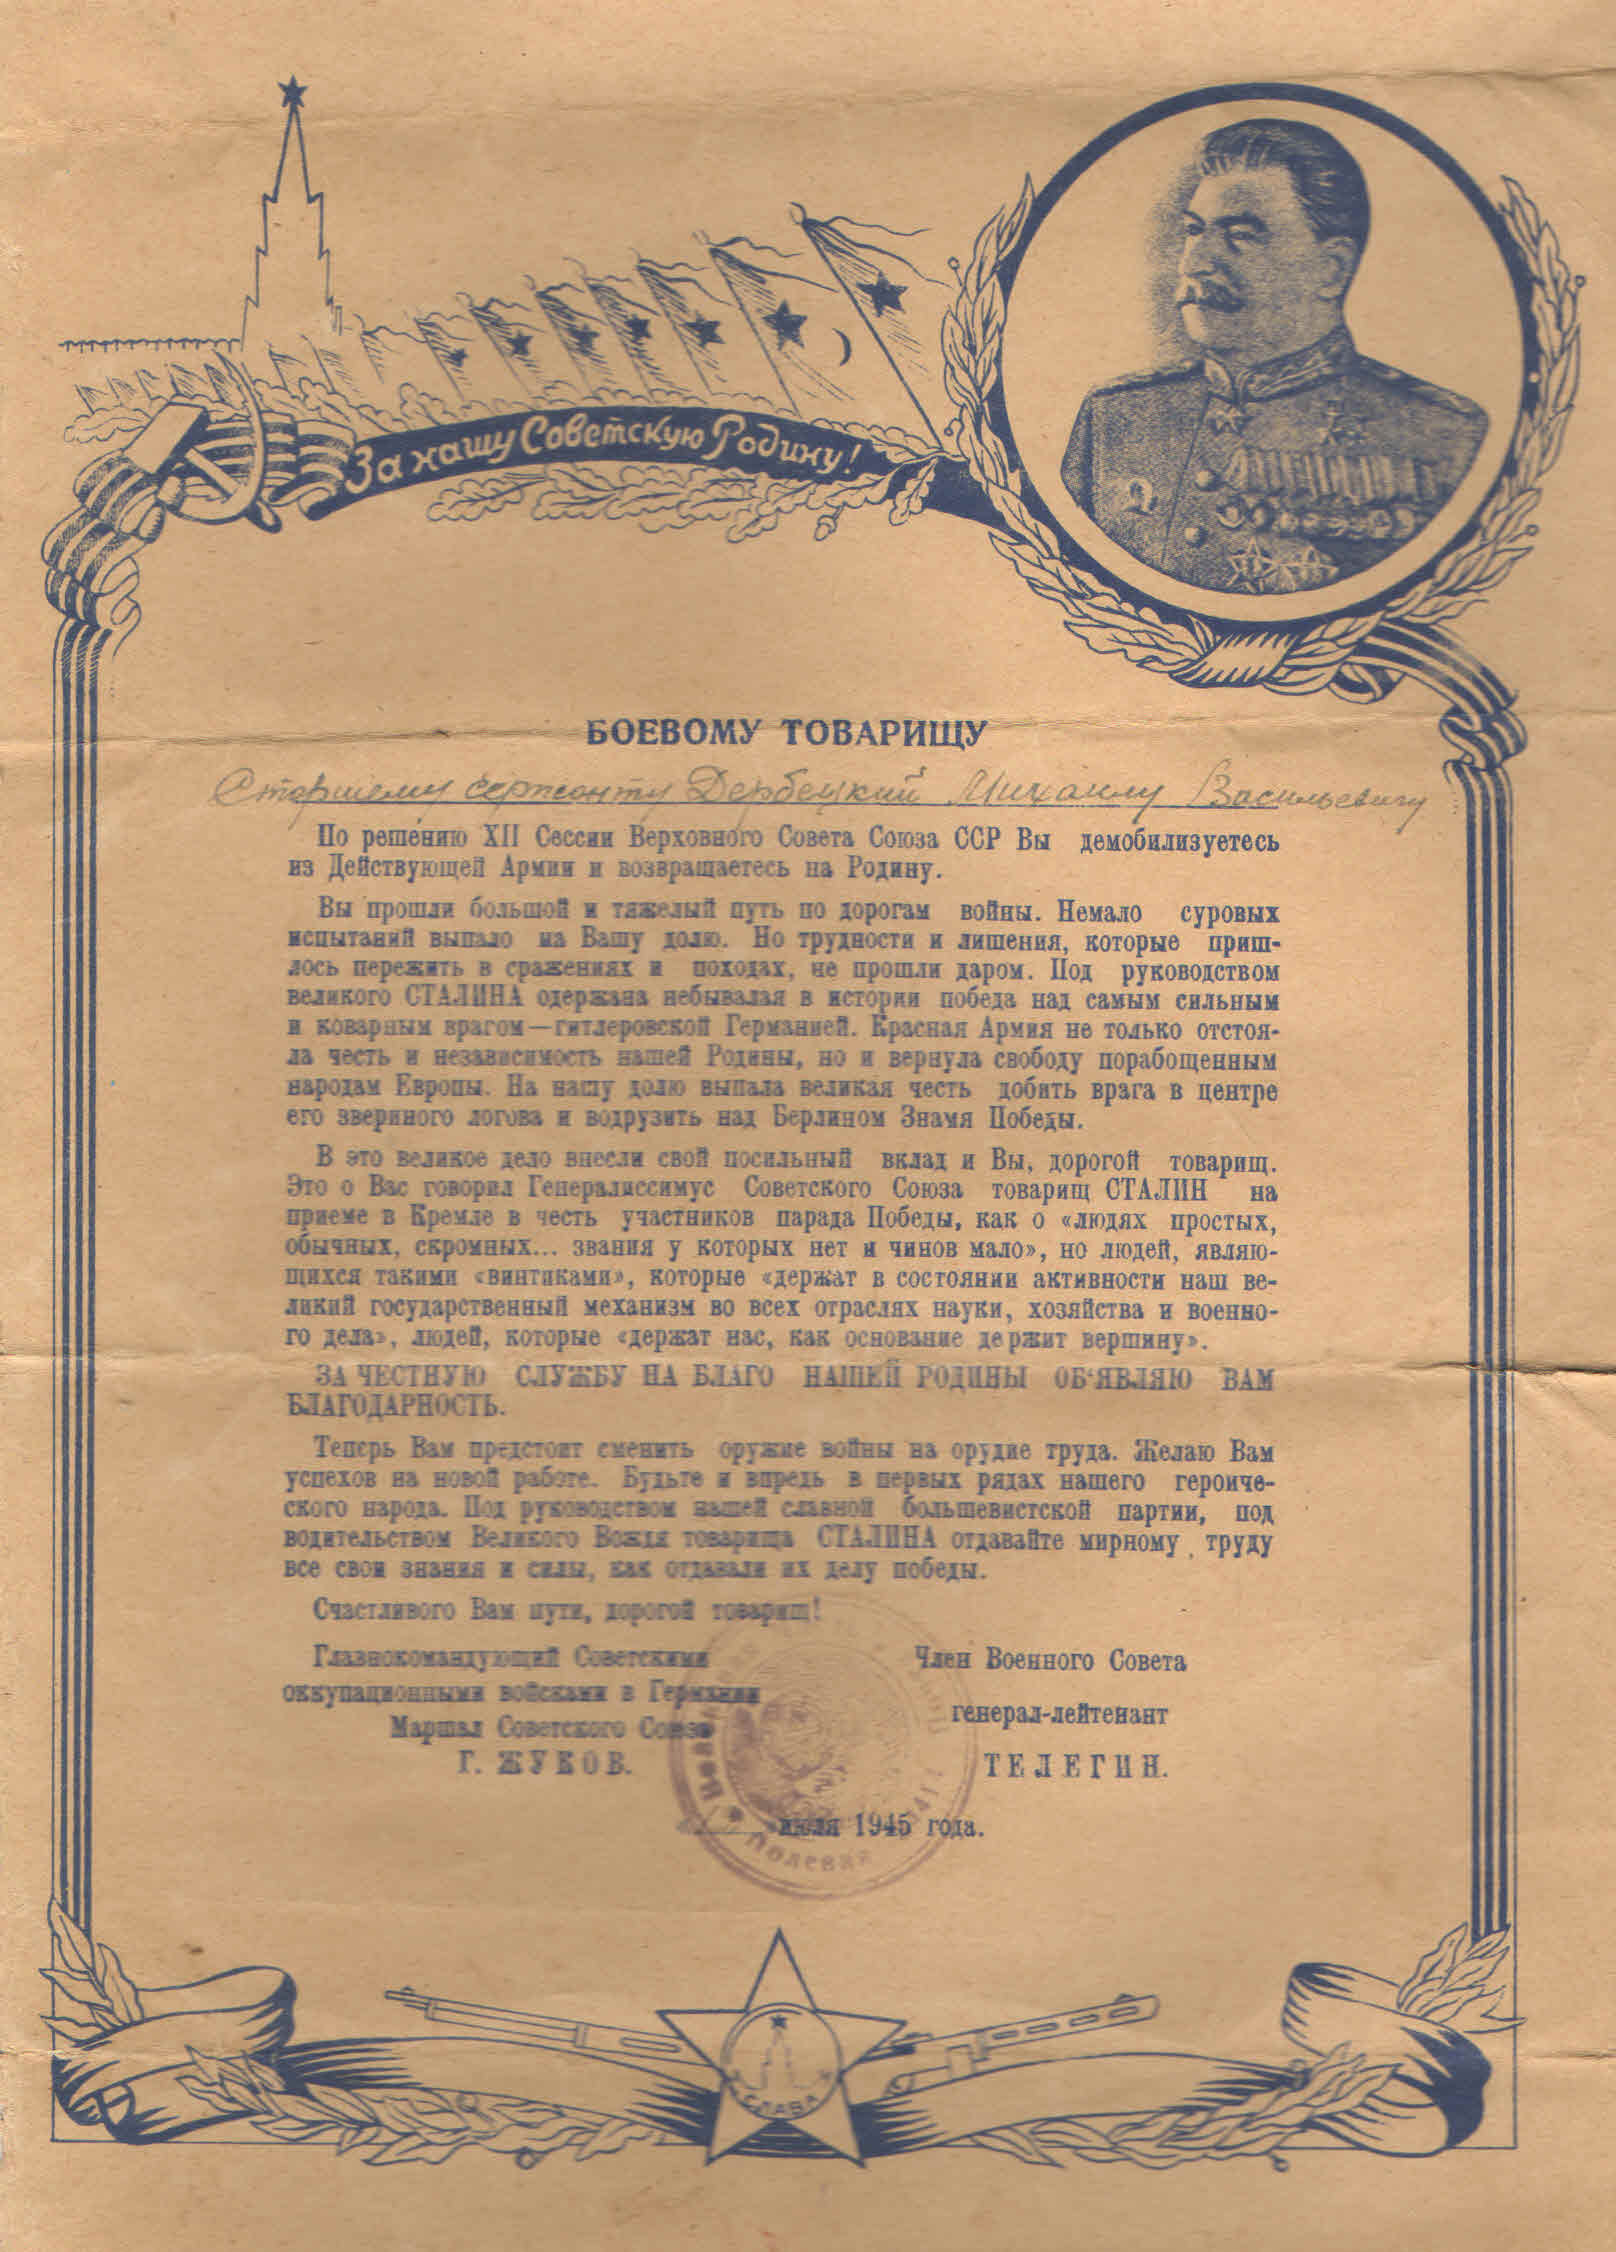 За нашу Советскую Родину!
БОЕВОМУ ТОВАРИЩУ
Старшему сержанту Дербецкий Михаилу Васильевичу
По решению XII Сессии Верховного Совета Союза ССР Вы демобилизуетесь
из Действующей Армии и возвращаетесь на Родину.
Вы прошли большой и тяжелый путь по дорогам войны. Немало суровых
испытаний выпало на Вашу долю. Но трудности и лишения, которые приш-
лось пережить в сражениях и походах, не прошли даром. Под руководством
великого СТАЛИНА одержана небывалая в истории победа над самым сильным
и коварным врагом—гитлеровской Германией. Красная Армия не только отстоя-
ла честь и независимость нашей Родины, но и вернула свободу порабощенным
народам Европы. На нашу долю выпала великая честь добить врага в центре
его звериного логова и водрузить над Берлином Знамя Победы.
В это великое дело внесли свой посильный вклад и Вы, дорогой товарищ.
Это о Вас говорил Генералиссимус Советского Союза товарищ СТАЛИН на
приеме в Кремле в честь участников парада Победы, как о «людях простых,
обычных, скромных... звания у которых нет и чинов мало», но людей, являю-
щихся такими «винтиками», которые «держат в состоянии активности наш ве-
ликий государственный механизм во всех отраслях науки, хозяйства и военно-
го дела», людей, которые «держат нас, как основание держит вершину».
ЗА ЧЕСТНУЮ СЛУЖБУ НА БЛАГО НАШЕЙ РОДИНЫ ОБ'ЯВЛЯЮ ВАМ
БЛАГОДАРНОСТЬ.
Теперь Вам предстоит сменить оружие войны на орудие труда. Желаю Вам
успехов на новой работе. Будьте и впредь в первых рядах нашего героиче-
ского народа. Под руководством нашей славной большевистской партии, под
водительством Великого Вождя товарища СТАЛИНА отдавайте мирному труду
все свои знания и силы, как отдавали их делу победы.
Счастливого Вам пути, дорогой товарищ!
Главнокомандующий Советскими
оккупационными войсками в Германии
Маршал Советского Союза
Г. ЖУКОВ.
Член Военного Совета
генерал-лейтенант
ТЕЛЕГИН.
июля 1945 года.
Полевая
СЛАВА